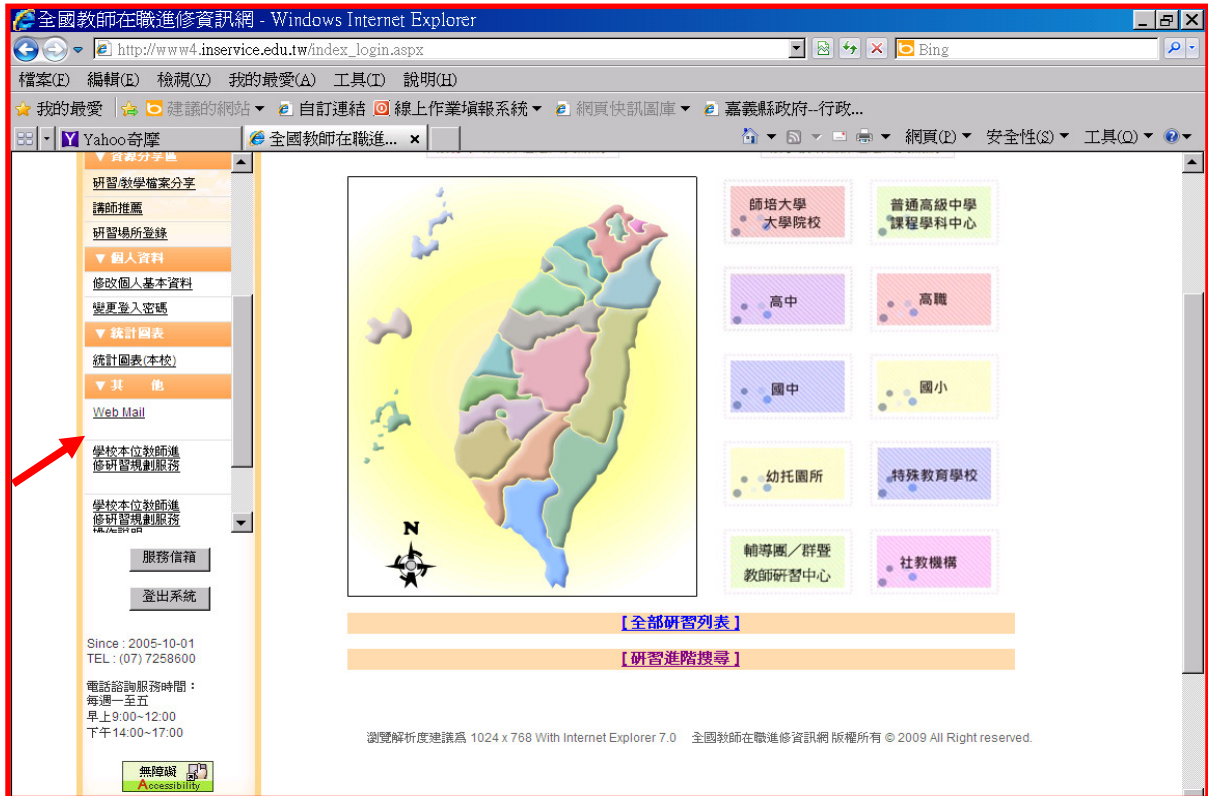 全國教師在職進修資訊網 - Windows Internet Explorer
http://www4.inservice.edu.tw/index_login.aspx
Bing
檔案(F) 編輯(E) 檢視(V) 我的最愛(A) 工具(T) 說明(H)
我的最愛 建議的網站 自訂連結 線上作業填報系統 網頁快訊圖庫 嘉義縣政府--行政...
Yahoo奇摩 全國教師在職進... 網頁(P) 安全性(S) 工具(O)
▼ 資源分享區
研習/教學檔案分享
講師推薦
研習場所登錄
▼ 個人資料
修改個人基本資料
變更登入密碼
▼ 統計圖表
統計圖表(本校)
▼ 其 他
Web Mail
學校本位教師進
修研習規劃服務
學校本位教師進
修研習規劃服務
操作說明
服務信箱
登出系統
Since : 2005-10-01
TEL : (07) 7258600
電話諮詢服務時間：
每週一至五
早上9:00~12:00
下午14:00~17:00
無障礙
Accessibility
N
師培大學
大學院校
普通高級中學
課程學科中心
高中
高職
國中
國小
幼托園所
特殊教育學校
輔導團／群暨
教師研習中心
社教機構
[ 全部研習列表 ]
[ 研習進階搜尋 ]
瀏覽解析度建議為 1024 x 768 With Internet Explorer 7.0 全國教師在職進修資訊網 版權所有 © 2009 All Right reserved.